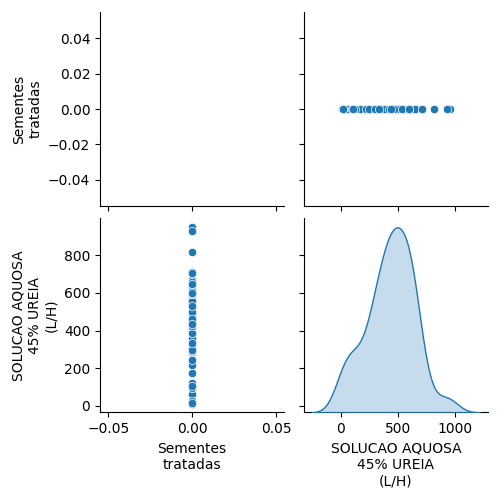 Sementes
tratadas
0.04
0.02
0.00
−0.02
−0.04
SOLUCAO AQUOSA
45% UREIA
(L/H)
800
600
400
200
0
−0.05
0.00
0.05
Sementes
tratadas
0
500
1000
SOLUCAO AQUOSA
45% UREIA
(L/H)